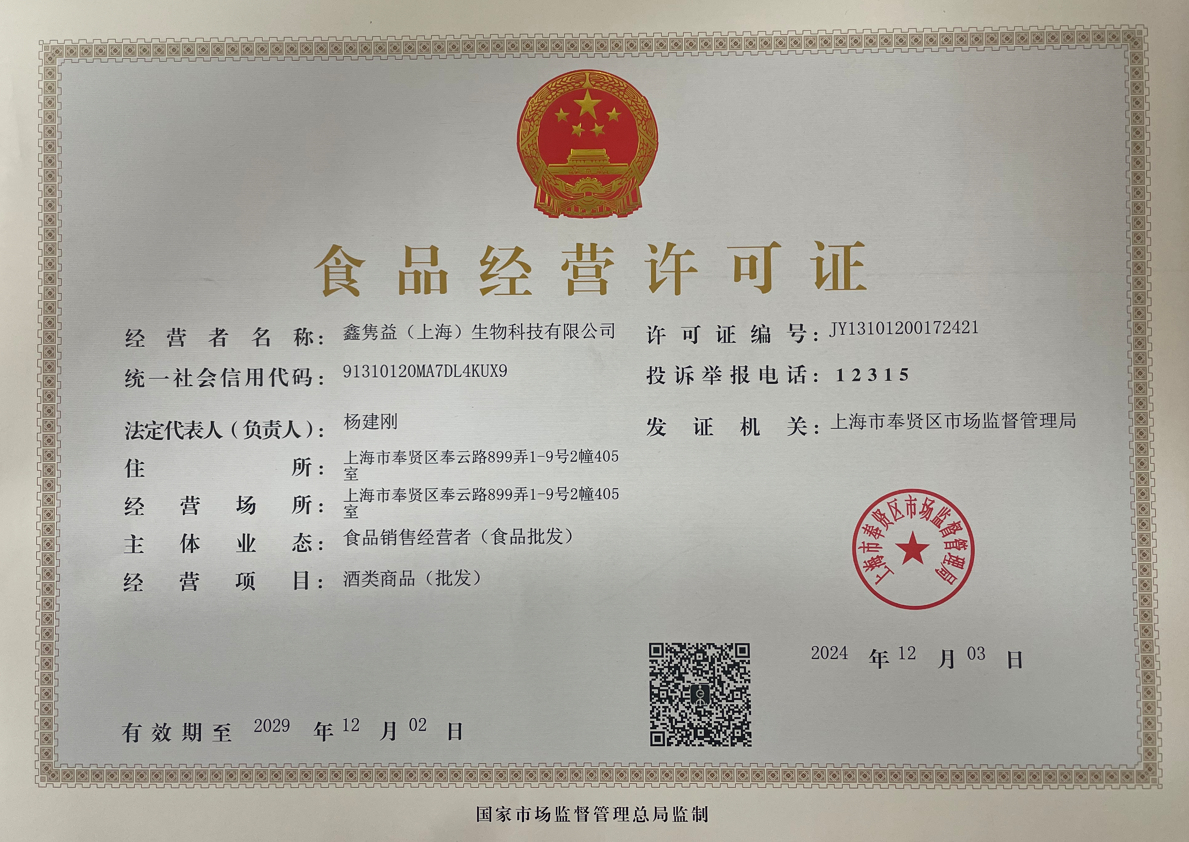 食品经营许可证
经营者名称：鑫隽益（上海）生物科技有限公司
许可证编号：JY13101200172421
统一社会信用代码：91310120MA7DL4KUX9
投诉举报电话：12315
法定代表人（负责人）：杨建刚
发证机关：上海市奉贤区市场监督管理局
住所：上海市奉贤区奉云路899弄1-9号2幢405
室
经营场所：上海市奉贤区奉云路899弄1-9号2幢405
室
主体业态：食品销售经营者（食品批发）
经营项目：酒类商品（批发）
上海市奉贤区市场监督管理局
2024年12月03日
有效期至2029年12月02日
国家市场监督管理总局监制